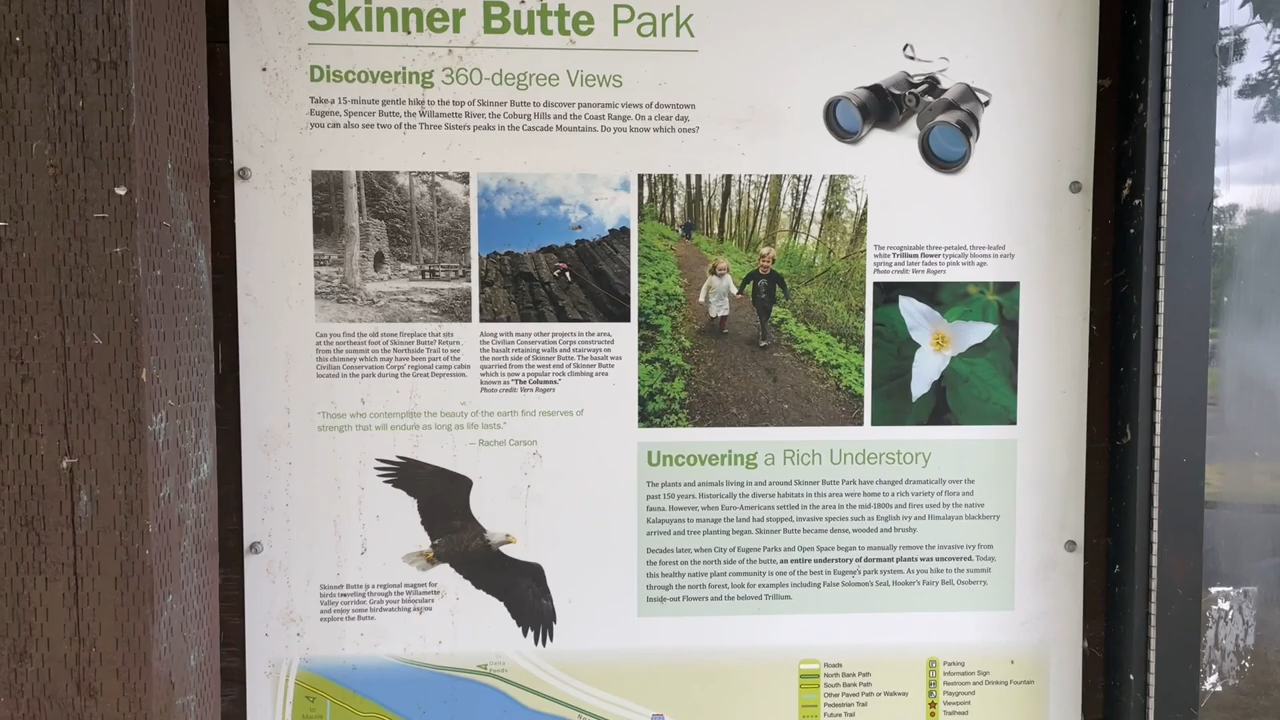 Skinner Butte Park
Discovering 360-degree Views
Take a 15-minute gentle hike to the top of Skinner Butte to discover panoramic views of downtown
Eugene, Spencer Butte, the Willamette River, the Coburg Hills and the Coast Range. On a clear day,
you can also see two of the Three Sisters peaks in the Cascade Mountains. Do you know which ones?
Can you find the old stone fireplace that sits
at the northeast foot of Skinner Butte? Return
from the summit on the Northside Trail to see
this chimney which may have been part of the
Civilian Conservation Corps' regional camp cabin
located in the park during the Great Depression.
Along with many other projects in the area,
the Civilian Conservation Corps constructed
the basalt retaining walls and stairways on
the north side of Skinner Butte. The basalt was
quarried from the west end of Skinner Butte
which is now a popular rock climbing area
known as "The Columns."
Photo credit: Vern Rogers
The recognizable three-petaled, three-leafed
white Trillium flower typically blooms in early
spring and later fades to pink with age.
Photo credit: Vern Rogers
"Those who contemplate the beauty of the earth find reserves of
strength that will endure as long as life lasts."
— Rachel Carson
Skinner Butte is a regional magnet for
birds traveling through the Willamette
Valley corridor. Grab your binoculars
and enjoy some birdwatching as you
explore the Butte.
Uncovering a Rich Understory
The plants and animals living in and around Skinner Butte Park have changed dramatically over the
past 150 years. Historically the diverse habitats in this area were home to a rich variety of flora and
fauna. However, when Euro-Americans settled in the area in the mid-1800s and fires used by the native
Kalapuyans to manage the land had stopped, invasive species such as English ivy and Himalayan blackberry
arrived and tree planting began. Skinner Butte became dense, wooded and brushy.
Decades later, when City of Eugene Parks and Open Space began to manually remove the invasive ivy from
the forest on the north side of the butte, an entire understory of dormant plants was uncovered. Today,
this healthy native plant community is one of the best in Eugene's park system. As you hike to the summit
through the north forest, look for examples including False Solomon's Seal, Hooker's Fairy Bell, Osoberry,
Inside-out Flowers and the beloved Trillium.
Delta
Ponds
to
Maurie
Roads
North Bank Path
South Bank Path
Other Paved Path or Walkway
Pedestrian Trail
Future Trail
Parking
Information Sign
Restroom and Drinking Fountain
Playground
Viewpoint
Trailhead